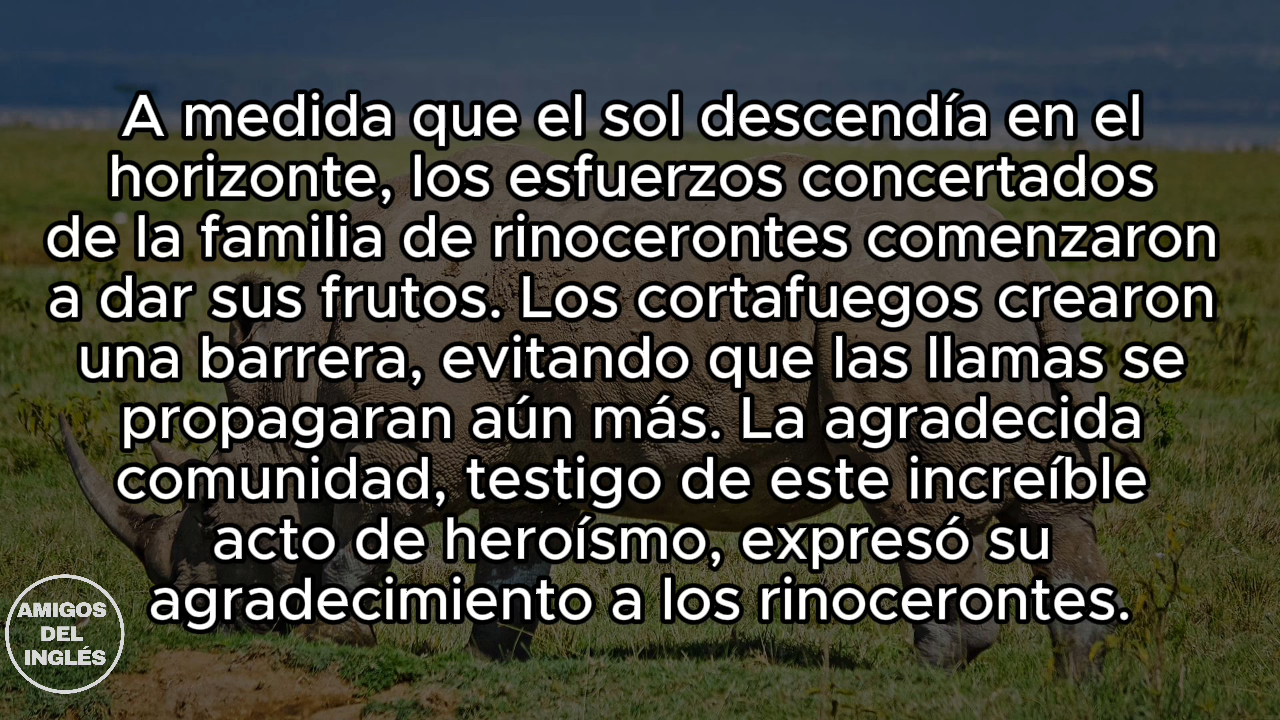 A medida que el sol descendía en el
horizonte, los esfuerzos concertados
de la familia de rinocerontes comenzaron
a dar sus frutos. Los cortafuegos crearon
una barrera, evitando que las llamas se
propagaran aún más. La agradecida
comunidad, testigo de este increíble
acto de heroísmo, expresó su
agradecimiento a los rinocerontes.
AMIGOS
DEL
INGLÉS